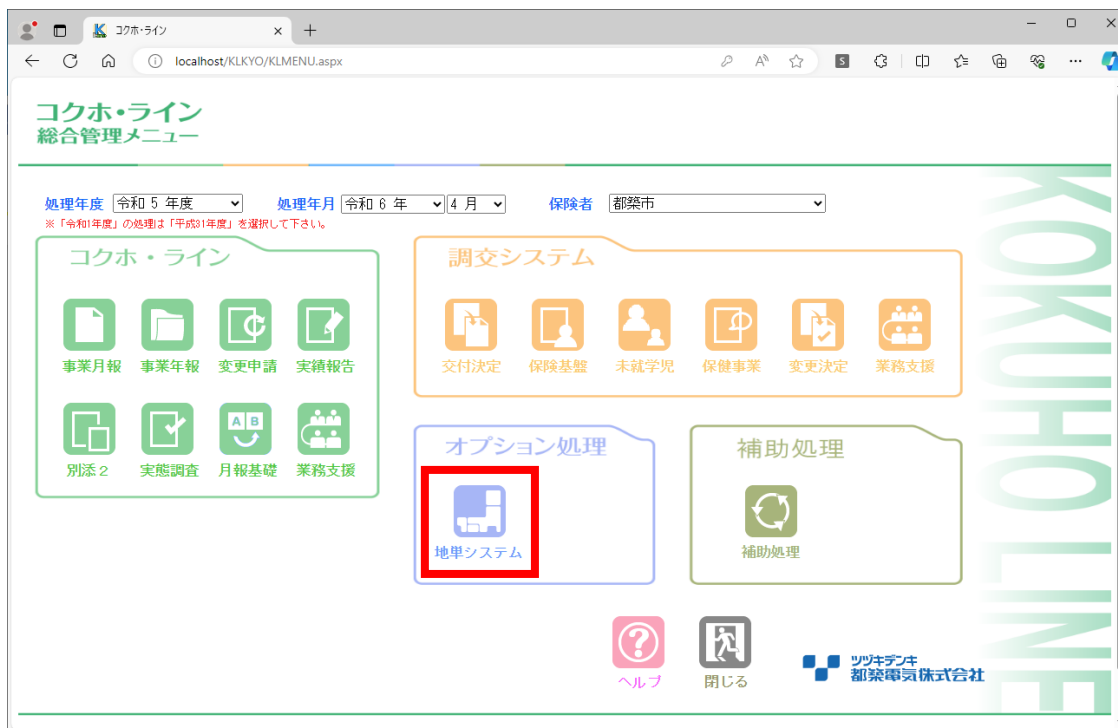 コクホ・ライン
localhost/KLKYO/KLMENU.aspx
コクホ・ライン
総合管理メニュー
処理年度 令和 5 年度 処理年月 令和 6 年 4 月 保険者 都築市
※「令和1年度」の処理は「平成31年度」を選択して下さい。
コクホ・ライン
事業月報 事業年報 変更申請 実績報告
別添２ 実態調査 月報基礎 業務支援
調交システム
交付決定 保険基盤 未就学児 保健事業 変更決定 業務支援
オプション処理
地単システム
補助処理
補助処理
ヘルプ 閉じる
ツヅキデンキ
都築電気株式会社
KOKUHO LINE